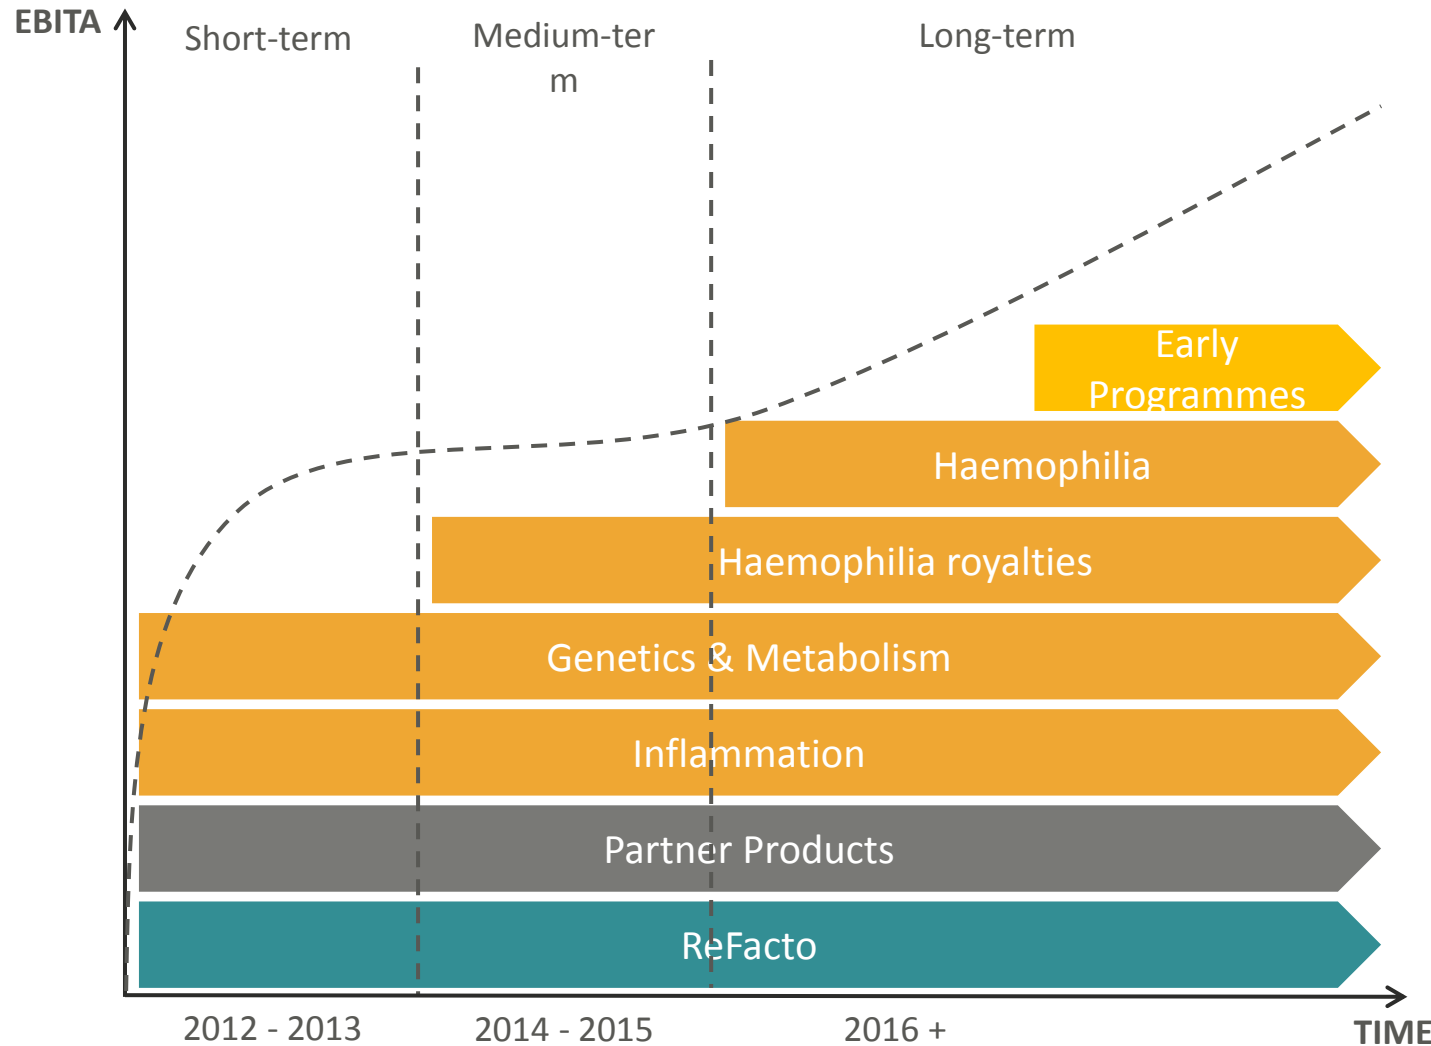 EBITA
Short-term
Medium-ter
m
Long-term
Early
Programmes
Haemophilia
Haemophilia royalties
Genetics & Metabolism
Inflammation
Partner Products
ReFacto
2012 - 2013
2014 - 2015
2016 +
TIME